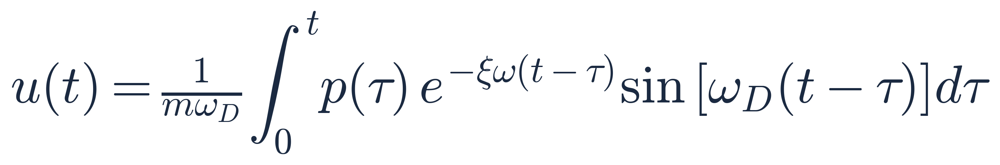 u(t) = \frac{1}{m\omega_D} \int_0^t p(\tau) \, e^{-\xi\omega(t-\tau)} \sin[\omega_D(t-\tau)] d\tau